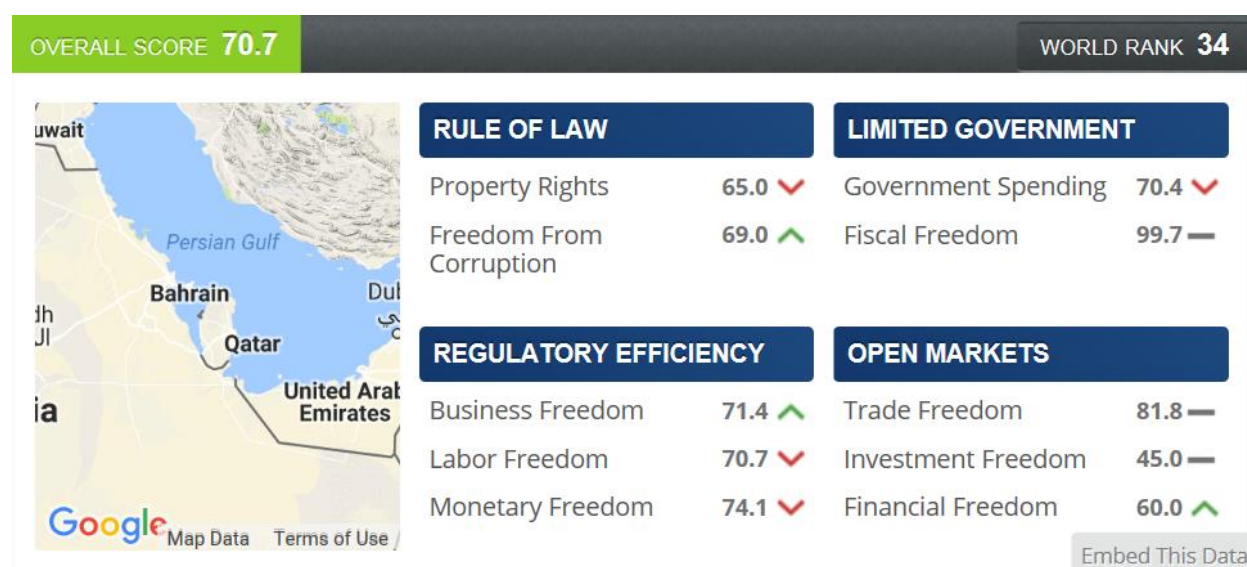 OVERALL SCORE 70.7
WORLD RANK 34
uwait
Persian Gulf
Bahrain
Dub
دبي
dh
Qatar
United Arab
Emirates
ia
Google
Map Data
Terms of Use
RULE OF LAW
Property Rights 65.0
Freedom From 69.0
Corruption
LIMITED GOVERNMENT
Government Spending 70.4
Fiscal Freedom 99.7
REGULATORY EFFICIENCY
Business Freedom 71.4
Labor Freedom 70.7
Monetary Freedom 74.1
OPEN MARKETS
Trade Freedom 81.8
Investment Freedom 45.0
Financial Freedom 60.0
Embed This Data